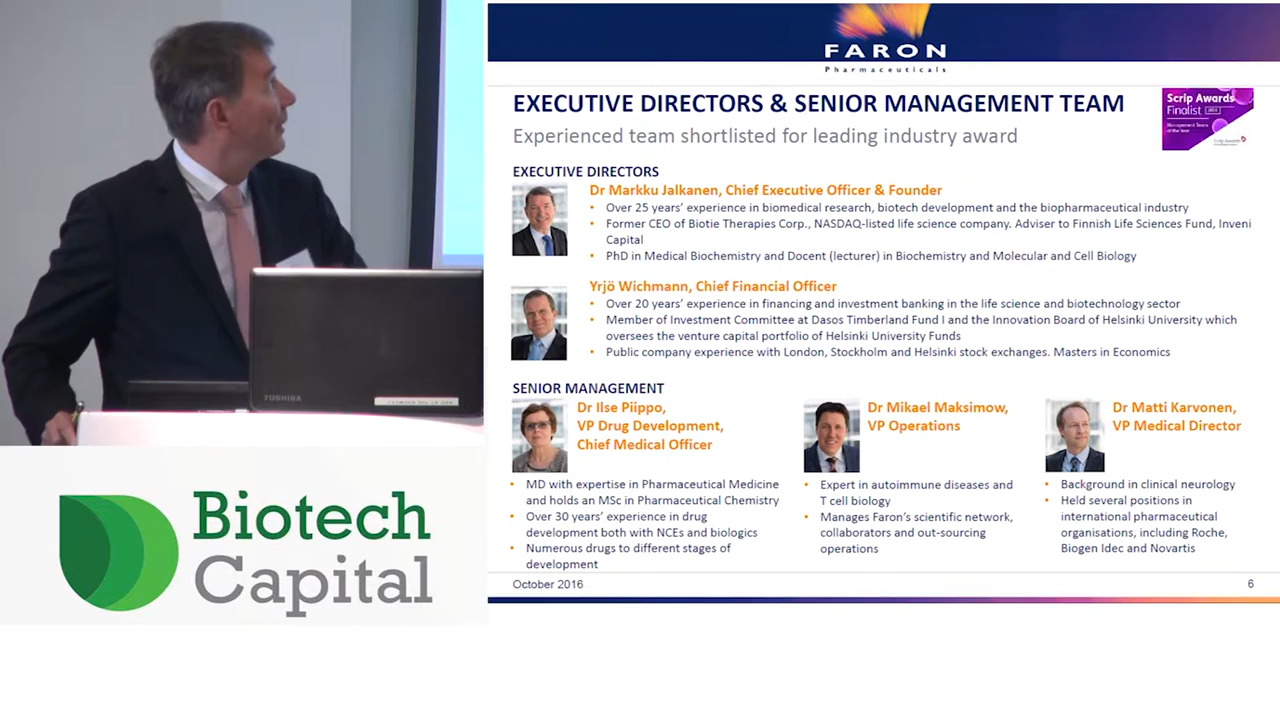 FARON
Pharmaceuticals
EXECUTIVE DIRECTORS & SENIOR MANAGEMENT TEAM
Experienced team shortlisted for leading industry award
Scrip Awards
Finalist
Management Team
of the Year
EXECUTIVE DIRECTORS
Dr Markku Jalkanen, Chief Executive Officer & Founder
• Over 25 years’ experience in biomedical research, biotech development and the biopharmaceutical industry
• Former CEO of Biotie Therapies Corp., NASDAQ-listed life science company. Adviser to Finnish Life Sciences Fund, Inveni
Capital
• PhD in Medical Biochemistry and Docent (lecturer) in Biochemistry and Molecular and Cell Biology
Yrjö Wichmann, Chief Financial Officer
• Over 20 years’ experience in financing and investment banking in the life science and biotechnology sector
• Member of Investment Committee at Dasos Timberland Fund I and the Innovation Board of Helsinki University which
oversees the venture capital portfolio of Helsinki University Funds
• Public company experience with London, Stockholm and Helsinki stock exchanges. Masters in Economics
SENIOR MANAGEMENT
Dr Ilse Piippo,
VP Drug Development,
Chief Medical Officer
• MD with expertise in Pharmaceutical Medicine
and holds an MSc in Pharmaceutical Chemistry
• Over 30 years’ experience in drug
development both with NCEs and biologics
• Numerous drugs to different stages of
development
Dr Mikael Maksimow,
VP Operations
• Expert in autoimmune diseases and
T cell biology
• Manages Faron’s scientific network,
collaborators and out-sourcing
operations
Dr Matti Karvonen,
VP Medical Director
• Background in clinical neurology
• Held several positions in
international pharmaceutical
organisations, including Roche,
Biogen Idec and Novartis
October 2016
6
TOSHIBA
Biotech
Capital